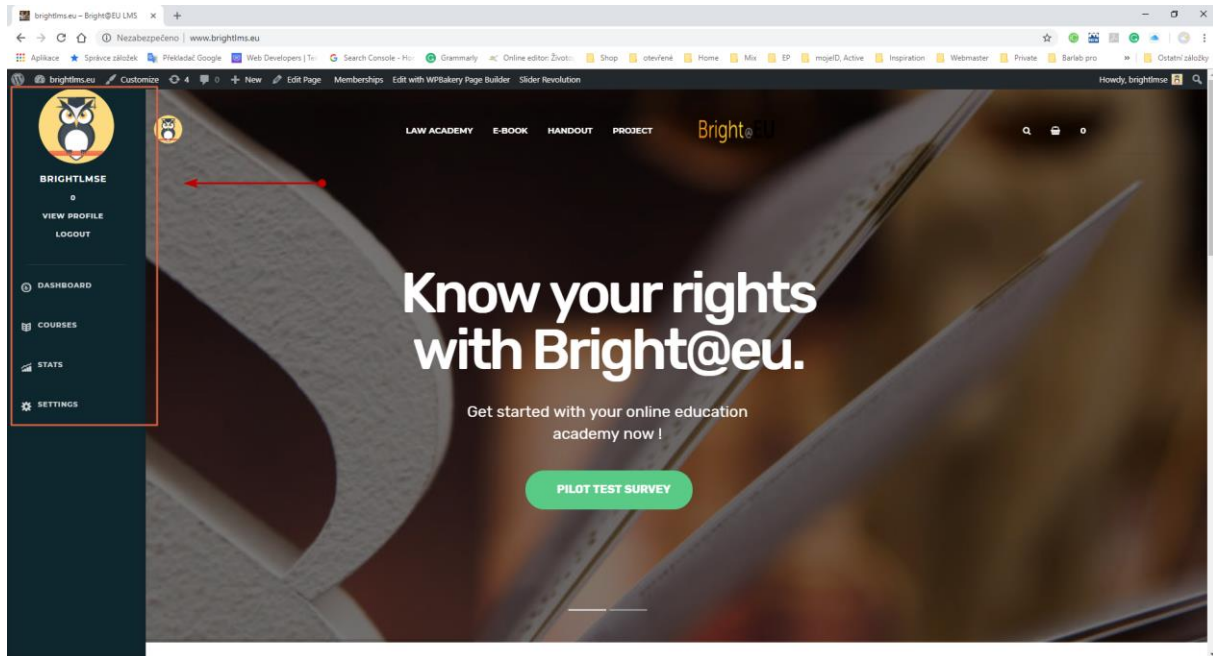 brightlms.eu – Bright@EU LMS
Nezabezpečeno | www.brightlms.eu
Aplikace Správce záložek Překladač Google Web Developers | Ter Search Console - Hor Grammarly Online editor: Životo Shop otevřené Home Mix EP mojeID, Active Inspiration Webmaster Private Barlab pro » Ostatní záložky
brightlms.eu Customize 4 0 + New Edit Page Memberships Edit with WPBakery Page Builder Slider Revolution Howdy, brightlmse
LAW ACADEMY E-BOOK HANDOUT PROJECT Bright@EU 0
BRIGHTLMSE
0
VIEW PROFILE
LOGOUT
DASHBOARD
COURSES
STATS
SETTINGS
Know your rights
with Bright@eu.
Get started with your online education
academy now !
PILOT TEST SURVEY